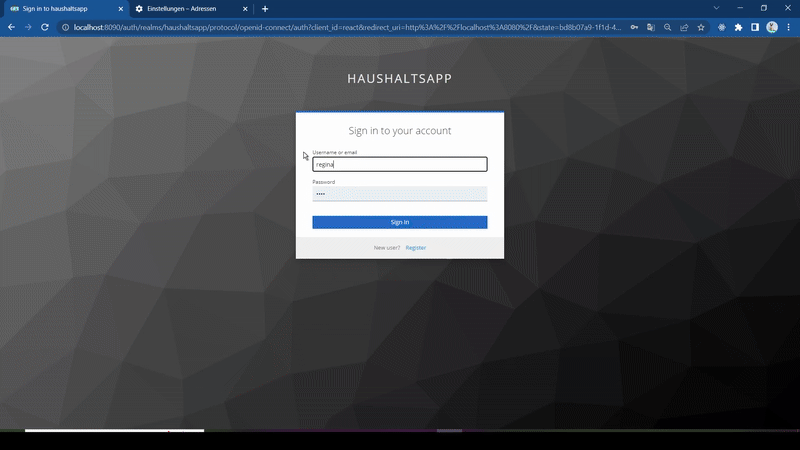 Sign in to haushaltsapp
Einstellungen – Adressen
localhost:8090/auth/realms/haushaltsapp/protocol/openid-connect/auth?client_id=react&redirect_uri=http%3A%2F%2Flocalhost%3A8080%2F&state=bd8b07a9-1f1d-4...
HAUSHALTSAPP
Sign in to your account
Username or email
regina
Password
••••
Sign In
New user? Register